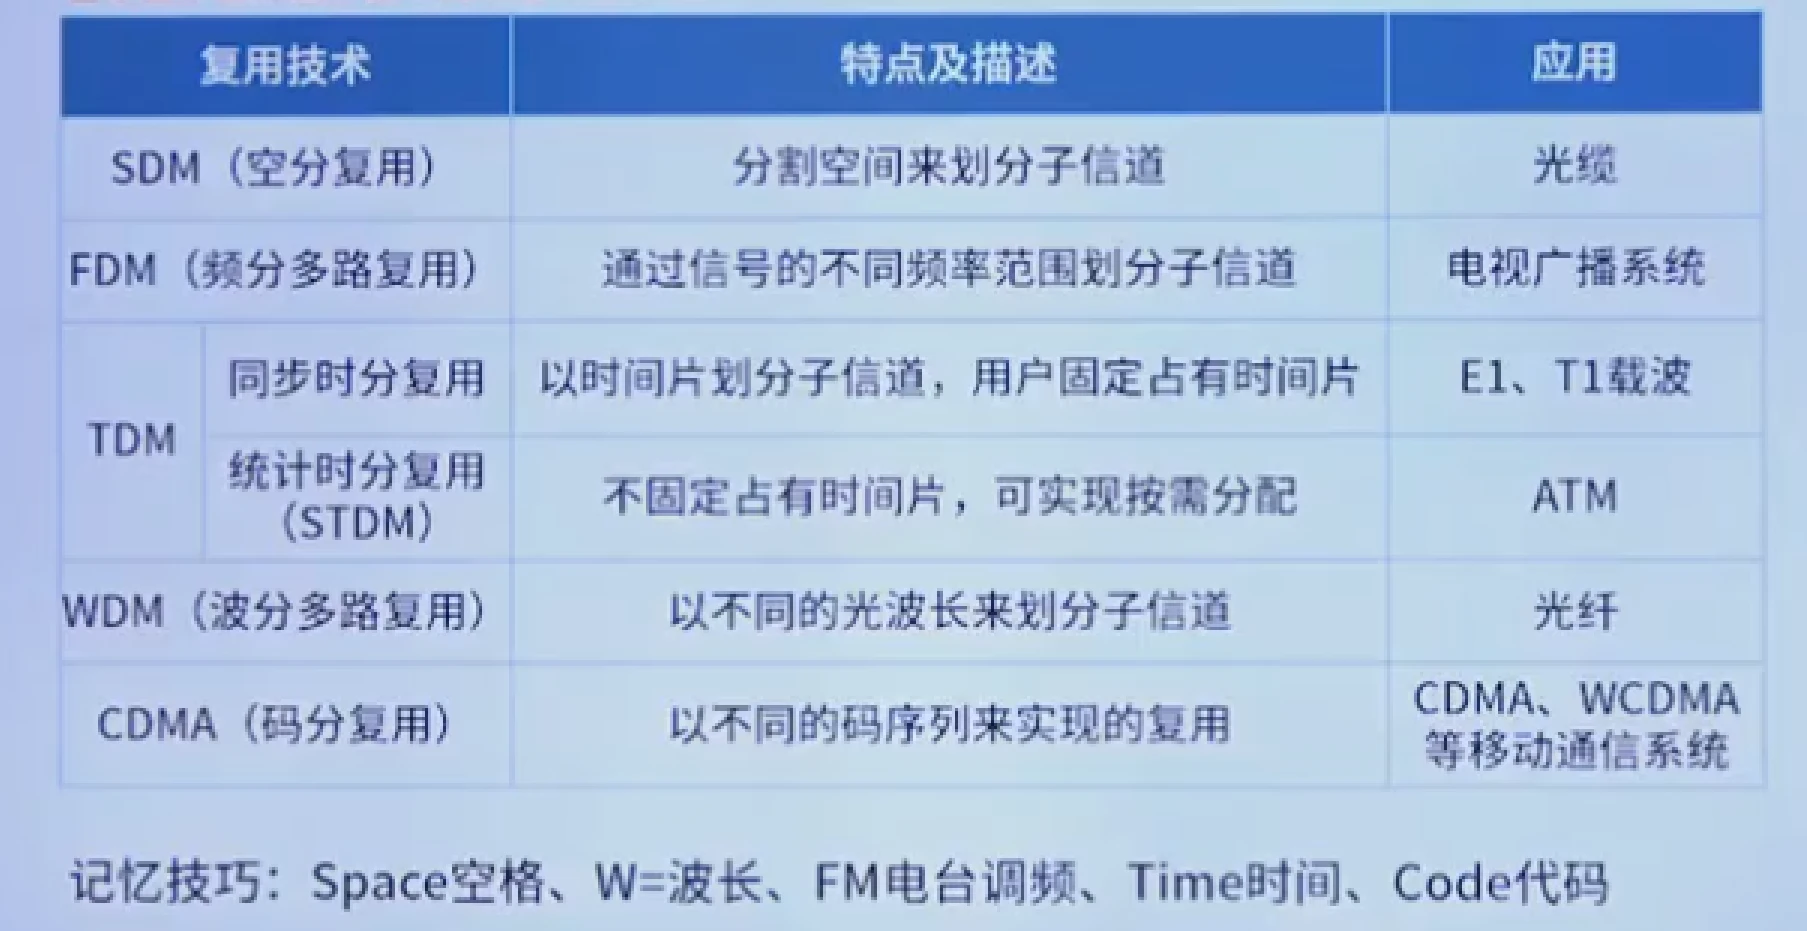 复用技术 特点及描述 应用
SDM（空分复用） 分割空间来划分子信道 光缆
FDM（频分多路复用） 通过信号的不同频率范围划分子信道 电视广播系统
TDM 同步时分复用 以时间片划分子信道，用户固定占有时间片 E1、T1载波
统计时分复用
（STDM） 不固定占有时间片，可实现按需分配 ATM
WDM（波分多路复用） 以不同的光波长来划分子信道 光纤
CDMA（码分复用） 以不同的码序列来实现的复用 CDMA、WCDMA
等移动通信系统
记忆技巧：Space空格、W=波长、FM电台调频、Time时间、Code代码